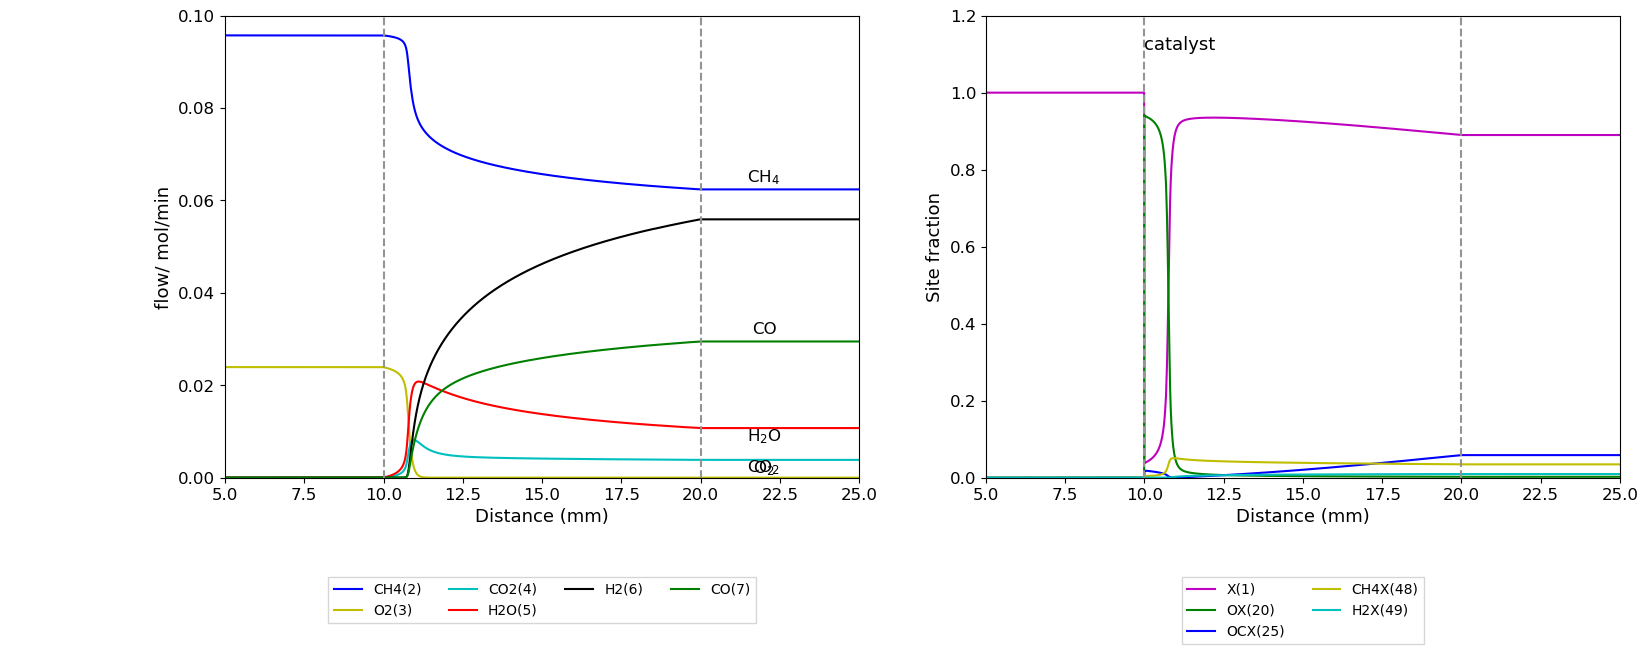 flow/ mol/min
0.10
0.08
0.06
0.04
0.02
0.00
CH₄
CO
H₂O
CO₂
O₂
5.0 7.5 10.0 12.5 15.0 17.5 20.0 22.5 25.0
Distance (mm)
CH4(2) CO2(4) H2(6) CO(7)
O2(3) H2O(5)
Site fraction
1.2
1.0
0.8
0.6
0.4
0.2
0.0
catalyst
5.0 7.5 10.0 12.5 15.0 17.5 20.0 22.5 25.0
Distance (mm)
X(1) CH4X(48)
OX(20) H2X(49)
OCX(25)